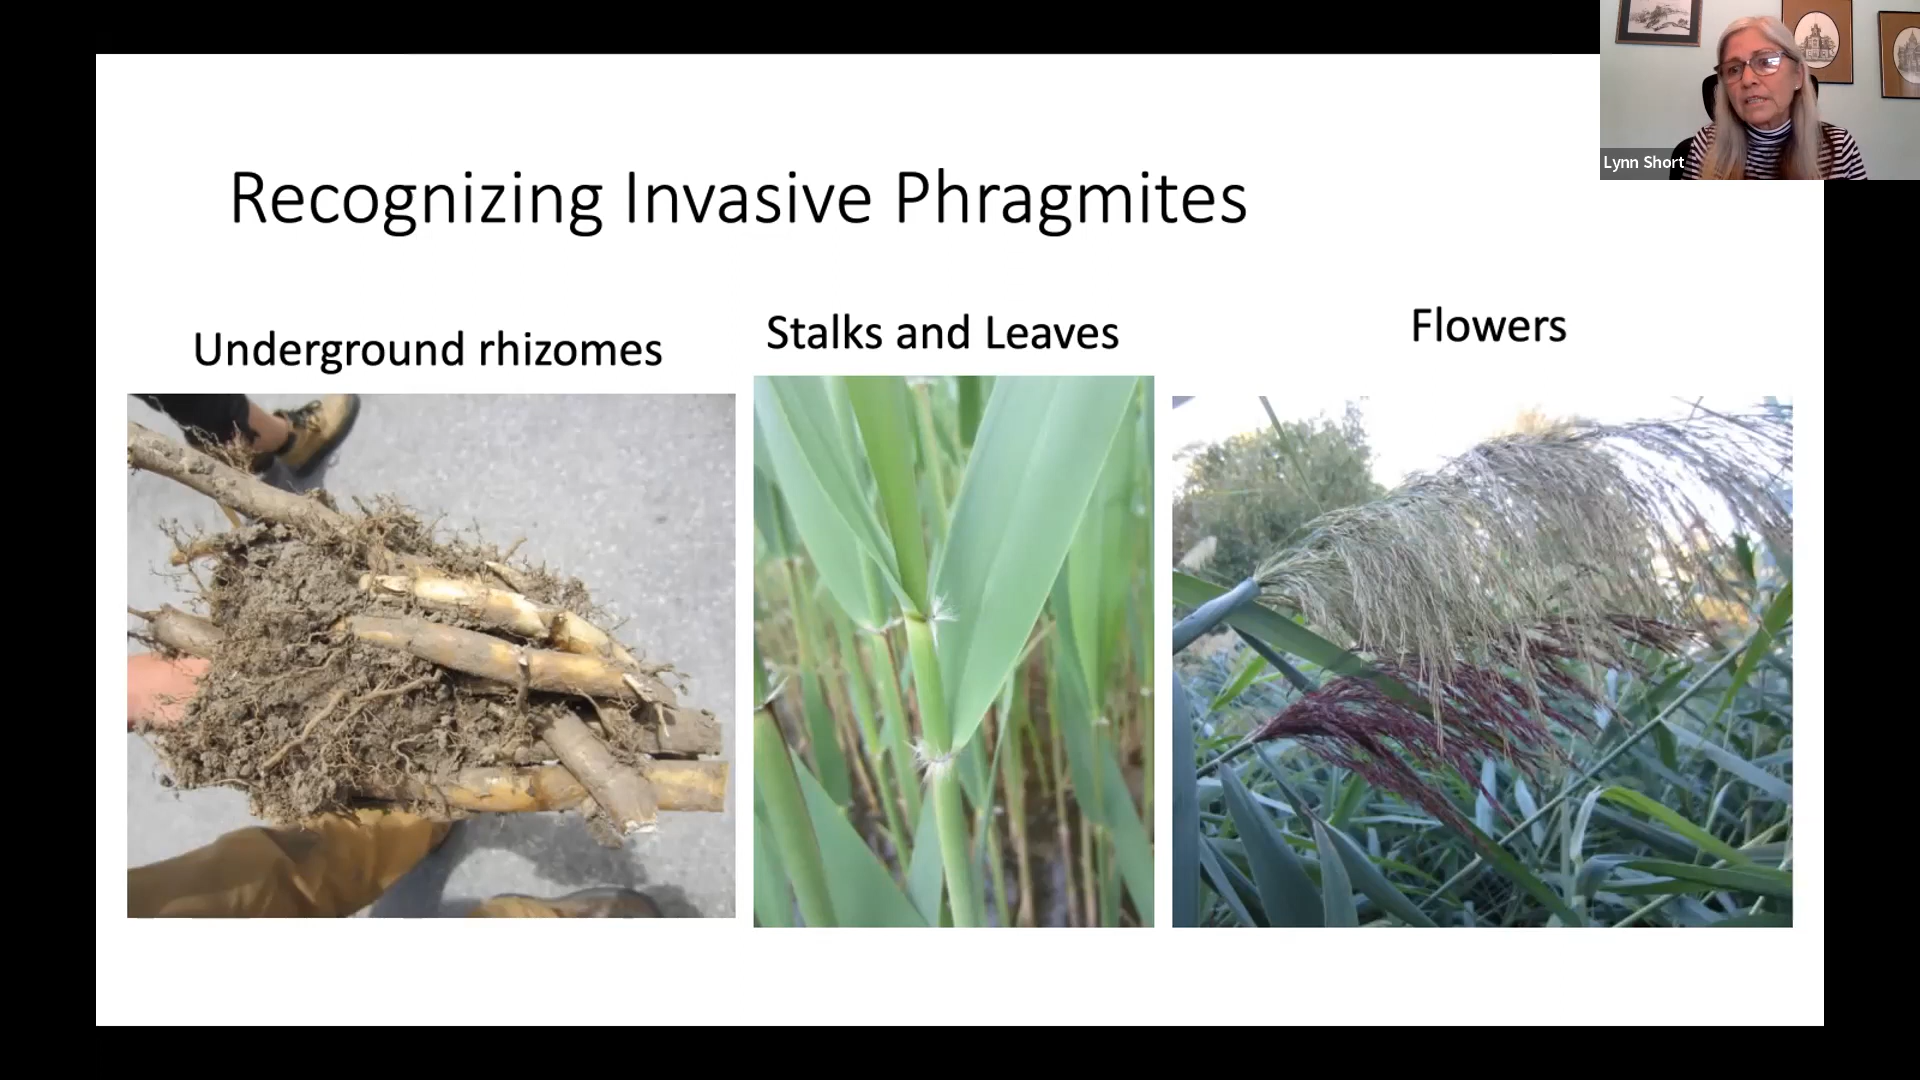 Lynn Short
Recognizing Invasive Phragmites
Underground rhizomes
Stalks and Leaves
Flowers